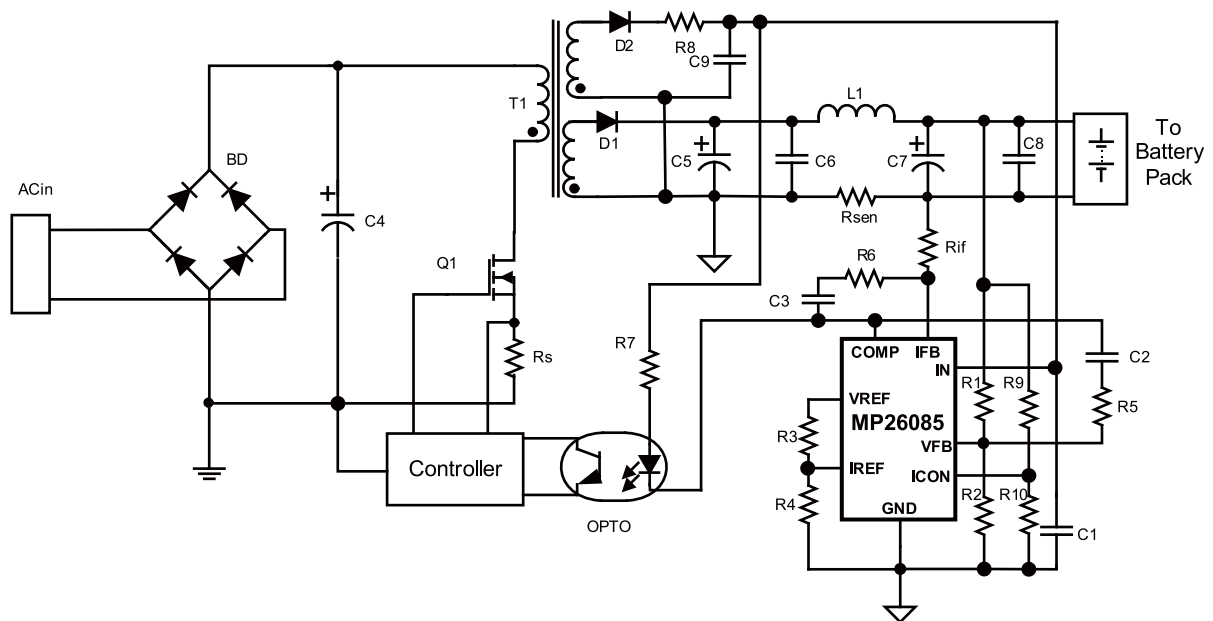 D2
R8
C9
T1
L1
D1
C5
C6
C7
C8
To
Battery
Pack
BD
ACin
C4
Rsen
Rif
Q1
R6
C3
R7
Rs
COMP
IFB
IN
C2
R1
R9
R5
VREF
MP26085
R3
VFB
Controller
IREF
ICON
R4
R2
R10
GND
OPTO
C1